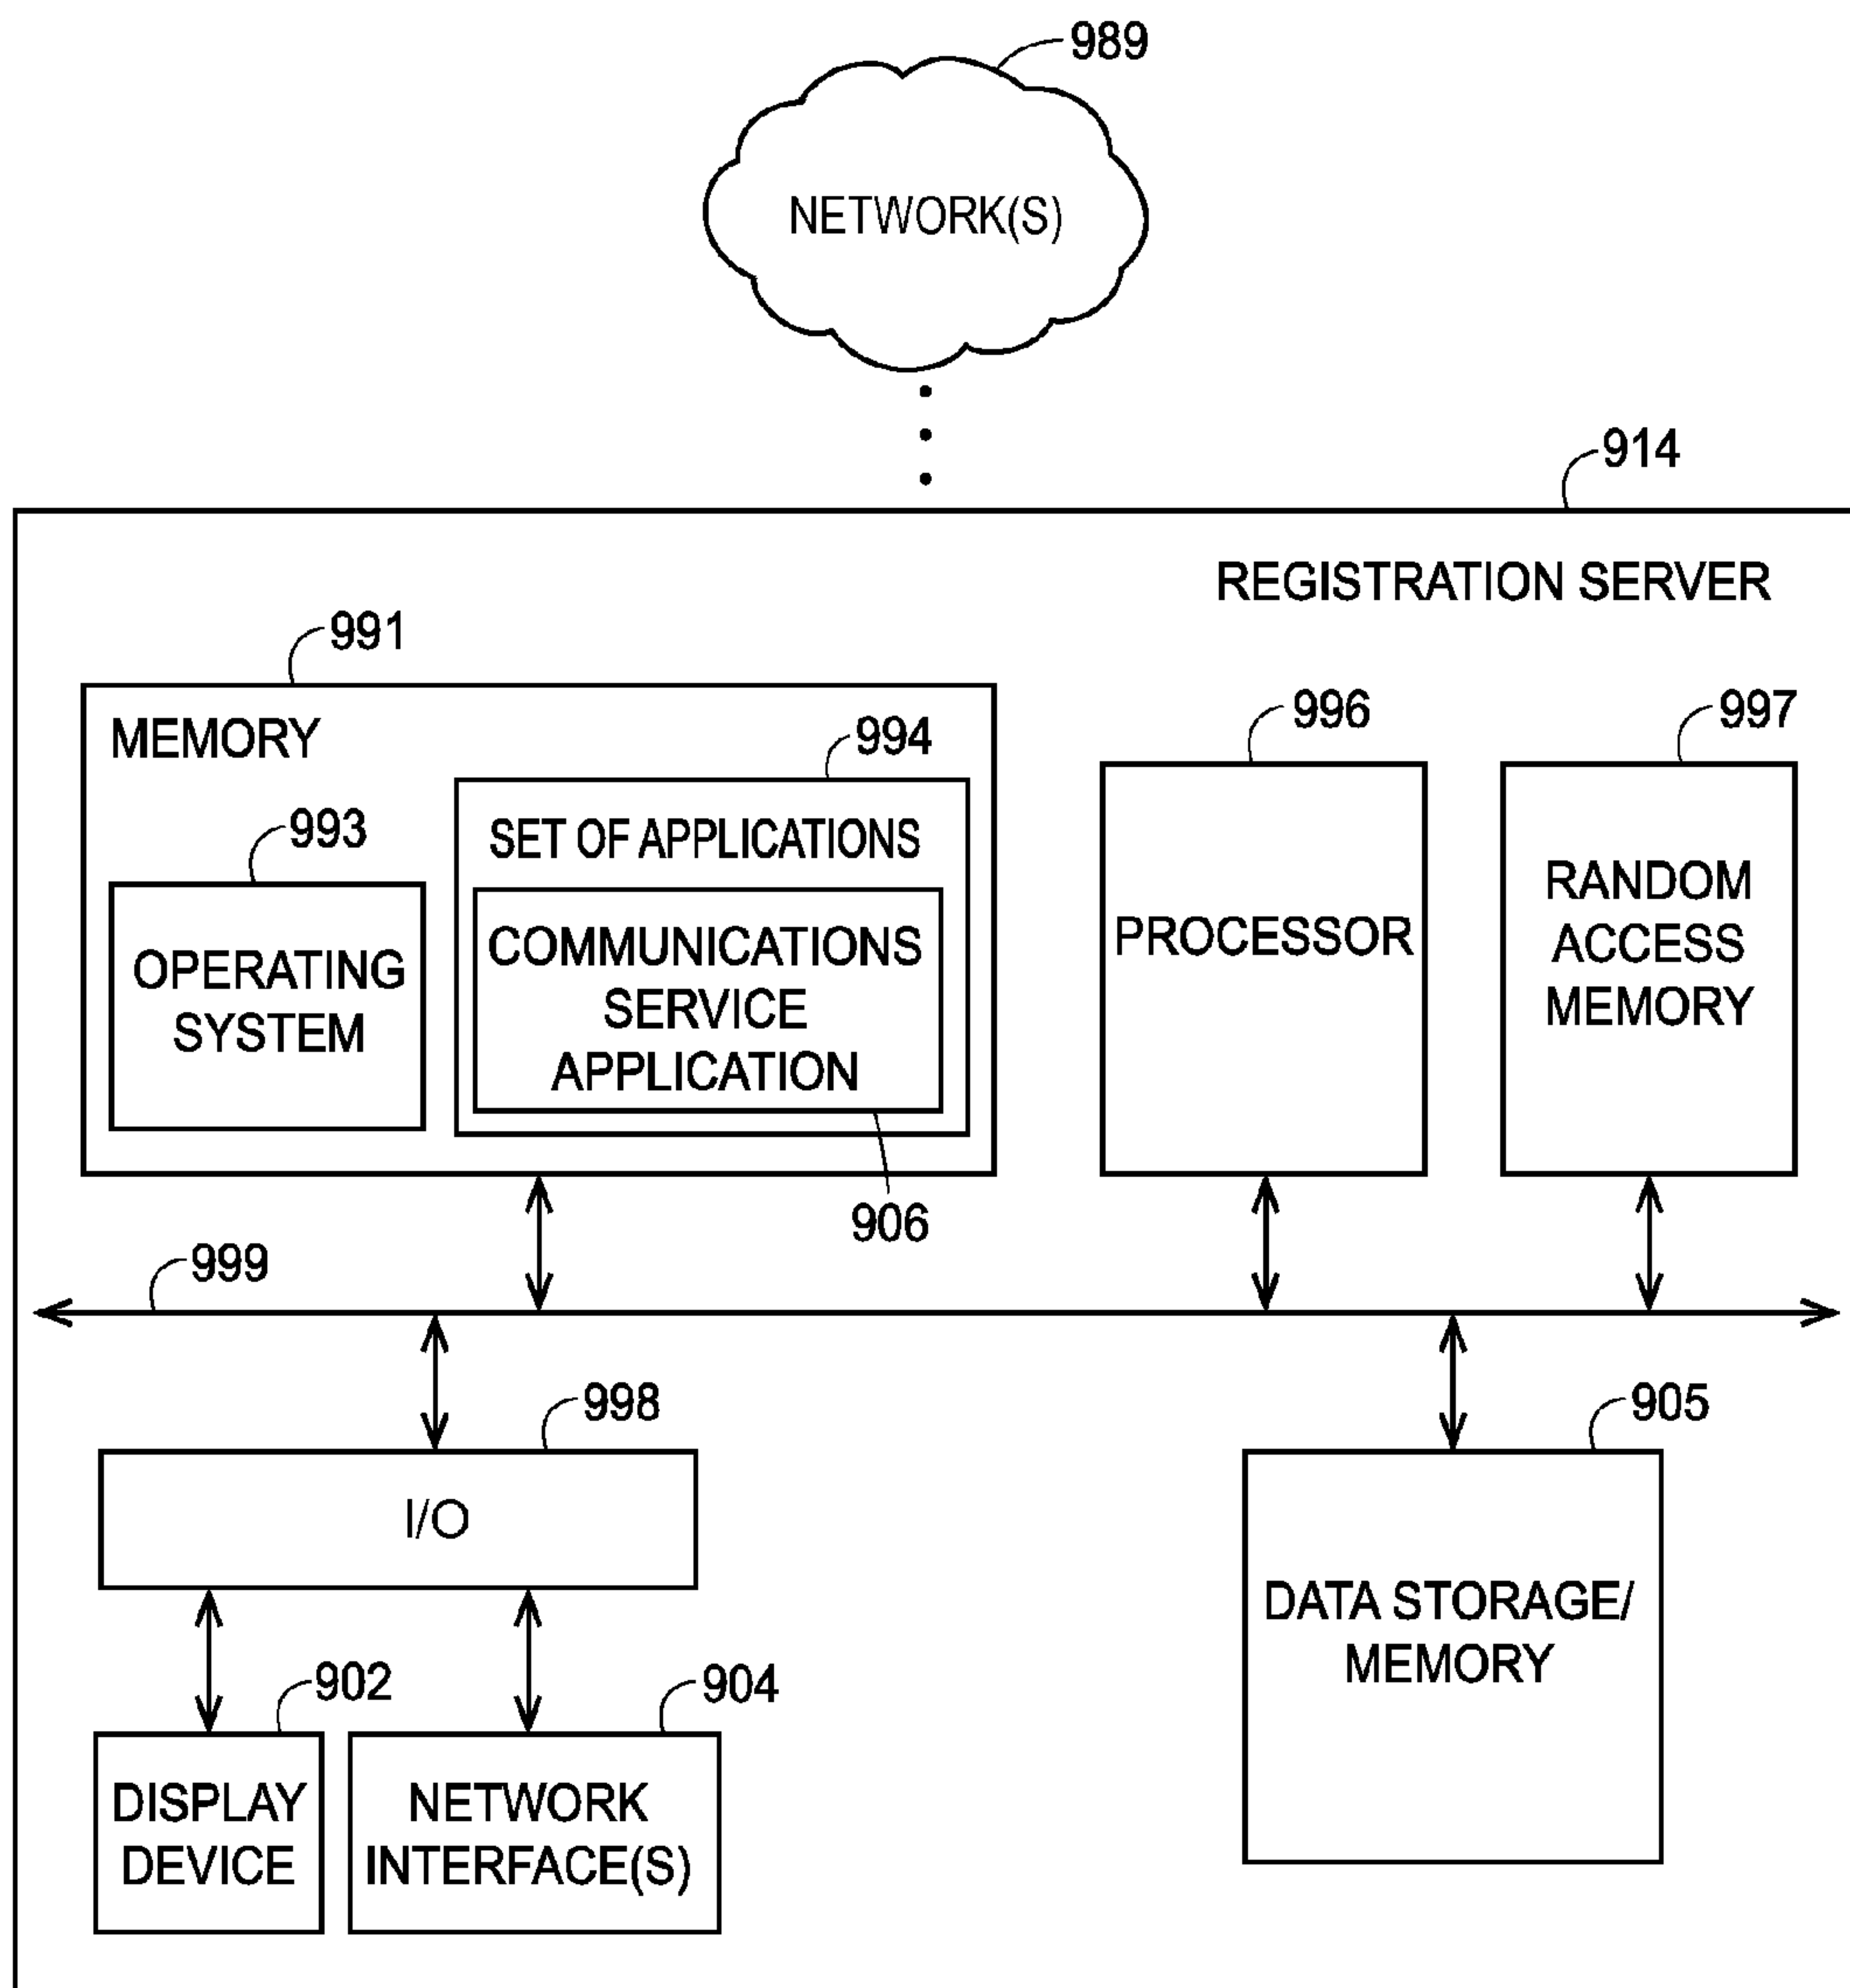 989
NETWORK(S)
914
REGISTRATION SERVER
991
MEMORY
994
996
997
993
SET OF APPLICATIONS
OPERATING
SYSTEM
COMMUNICATIONS
SERVICE
APPLICATION
906
PROCESSOR
RANDOM
ACCESS
MEMORY
999
998
I/O
905
DATA STORAGE/
MEMORY
902
DISPLAY
DEVICE
904
NETWORK
INTERFACE(S)